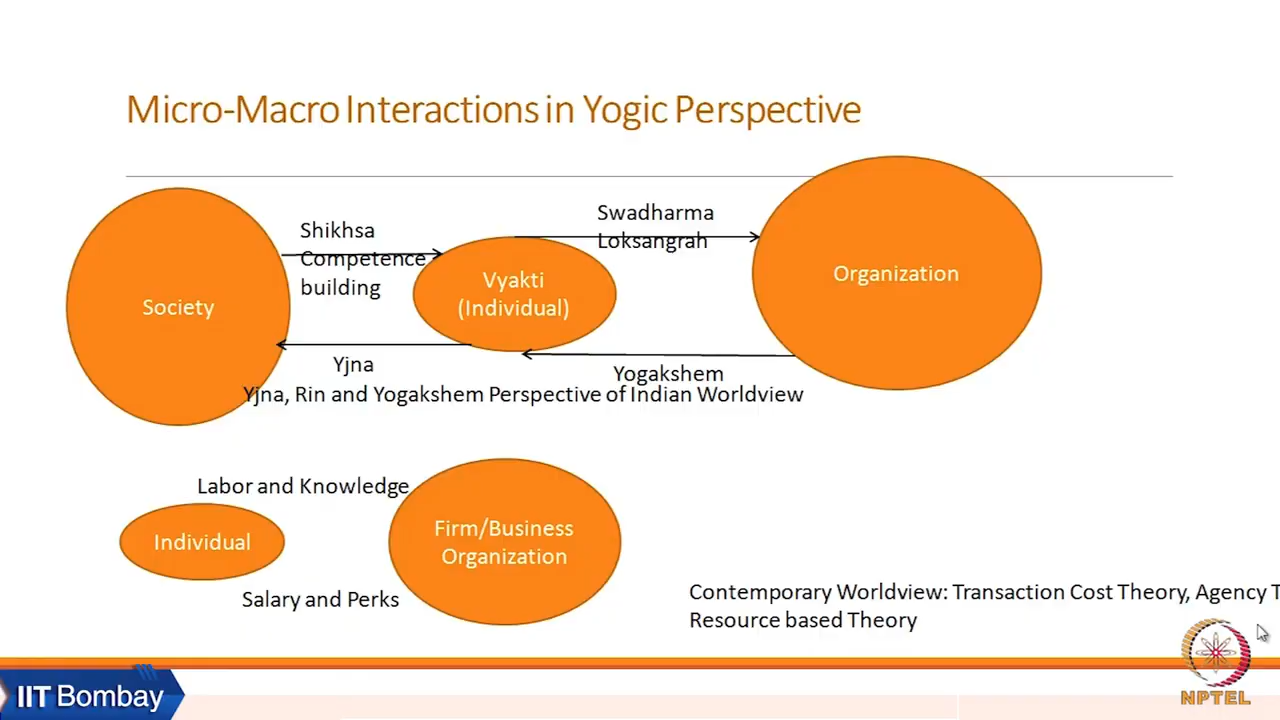 Micro-Macro Interactions in Yogic Perspective
Society
Shikhsa
Competence
building
Vyakti
(Individual)
Swadharma
Loksangrah
Organization
Yjna
Yogakshem
Yjna, Rin and Yogakshem Perspective of Indian Worldview
Labor and Knowledge
Individual
Firm/Business
Organization
Salary and Perks
Contemporary Worldview: Transaction Cost Theory, Agency T
Resource based Theory
IIT Bombay
NPTEL